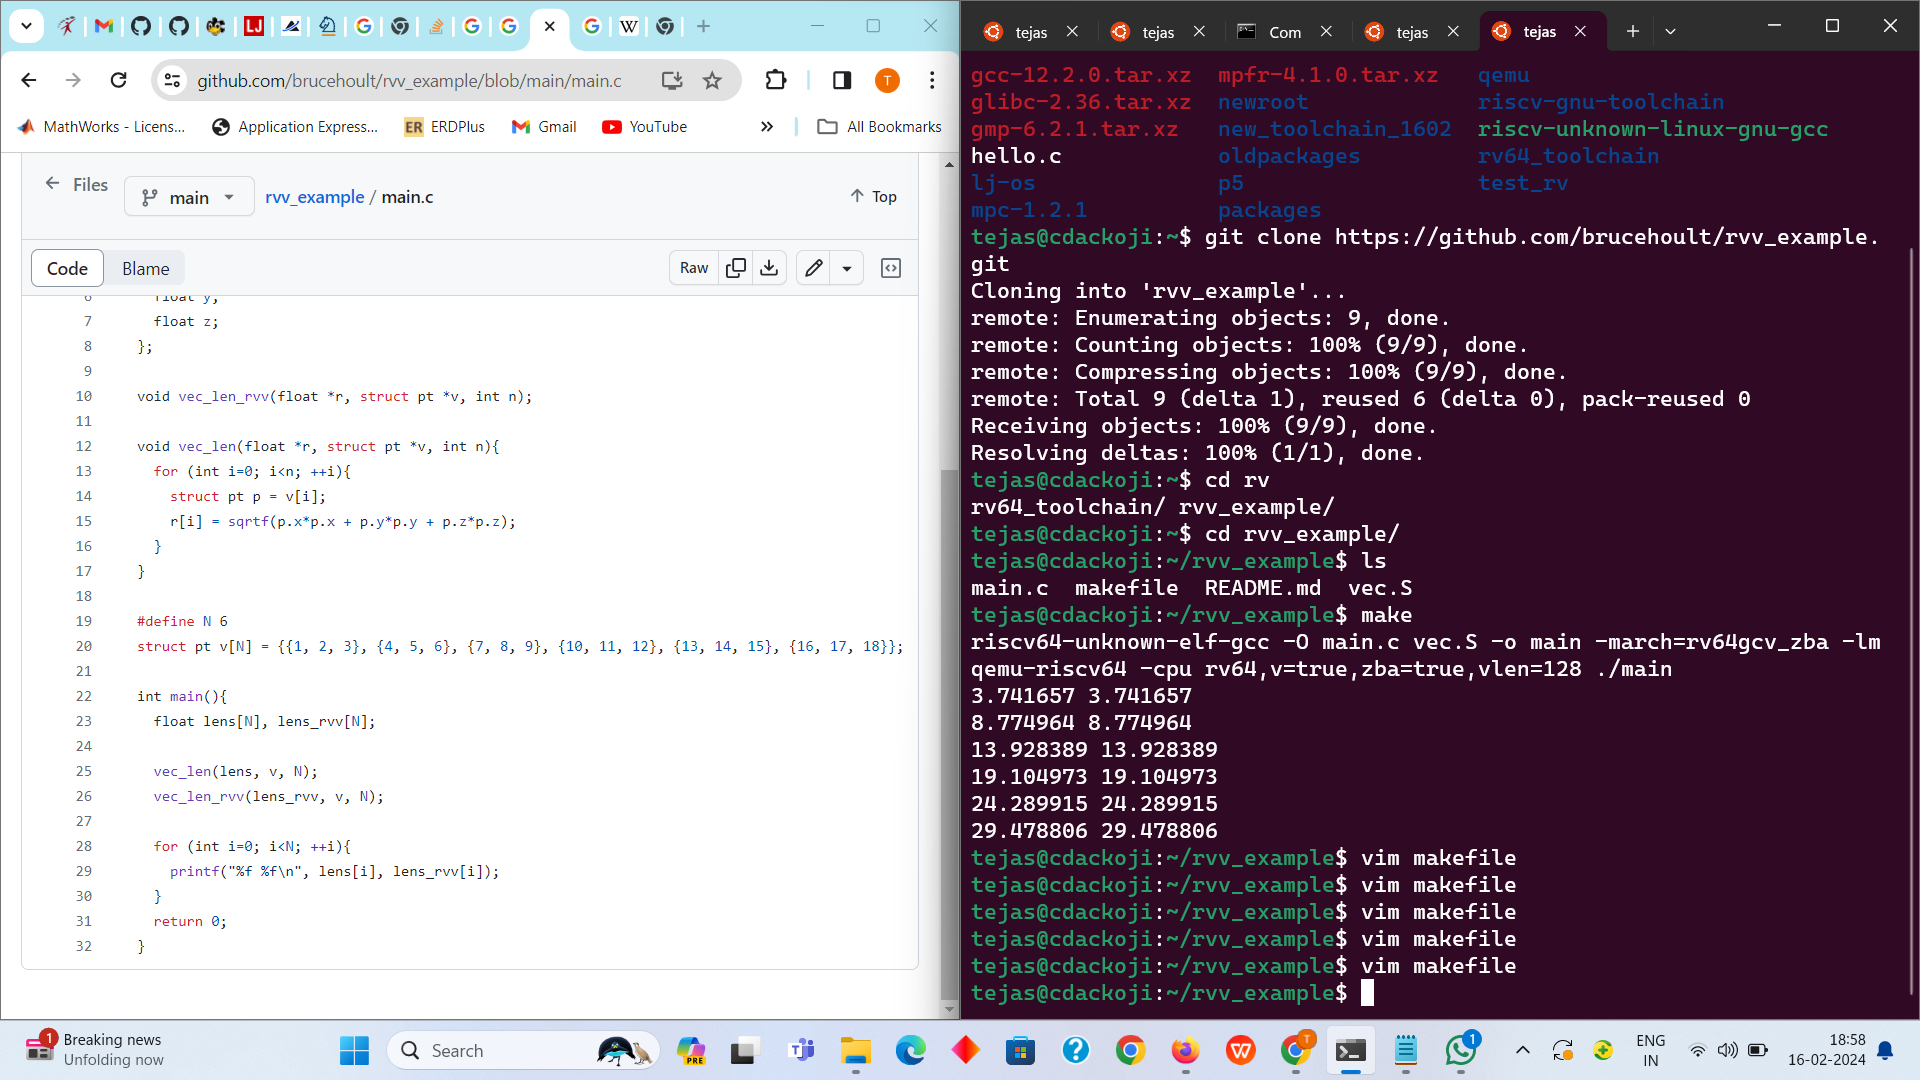 github.com/brucehoult/rvv_example/blob/main/main.c
T
MathWorks - Licens...
Application Express...
ER ERDPlus
Gmail
YouTube
»
All Bookmarks
Files
main
rvv_example / main.c
Top
Code
Blame
Raw
6 float y;
7 float z;
8 };
9
10 void vec_len_rvv(float *r, struct pt *v, int n);
11
12 void vec_len(float *r, struct pt *v, int n){
13 for (int i=0; i<n; ++i){
14 struct pt p = v[i];
15 r[i] = sqrtf(p.x*p.x + p.y*p.y + p.z*p.z);
16 }
17 }
18
19 #define N 6
20 struct pt v[N] = {{1, 2, 3}, {4, 5, 6}, {7, 8, 9}, {10, 11, 12}, {13, 14, 15}, {16, 17, 18}};
21
22 int main(){
23 float lens[N], lens_rvv[N];
24
25 vec_len(lens, v, N);
26 vec_len_rvv(lens_rvv, v, N);
27
28 for (int i=0; i<N; ++i){
29 printf("%f %f\n", lens[i], lens_rvv[i]);
30 }
31 return 0;
32 }
tejas
tejas
Com
tejas
tejas
gcc-12.2.0.tar.xz mpfr-4.1.0.tar.xz qemu
glibc-2.36.tar.xz newroot riscv-gnu-toolchain
gmp-6.2.1.tar.xz new_toolchain_1602 riscv-unknown-linux-gnu-gcc
hello.c oldpackages rv64_toolchain
lj-os p5 test_rv
mpc-1.2.1 packages
tejas@cdackoji:~$ git clone https://github.com/brucehoult/rvv_example.
git
Cloning into 'rvv_example'...
remote: Enumerating objects: 9, done.
remote: Counting objects: 100% (9/9), done.
remote: Compressing objects: 100% (9/9), done.
remote: Total 9 (delta 1), reused 6 (delta 0), pack-reused 0
Receiving objects: 100% (9/9), done.
Resolving deltas: 100% (1/1), done.
tejas@cdackoji:~$ cd rv
rv64_toolchain/ rvv_example/
tejas@cdackoji:~$ cd rvv_example/
tejas@cdackoji:~/rvv_example$ ls
main.c makefile README.md vec.S
tejas@cdackoji:~/rvv_example$ make
riscv64-unknown-elf-gcc -O main.c vec.S -o main -march=rv64gcv_zba -lm
qemu-riscv64 -cpu rv64,v=true,zba=true,vlen=128 ./main
3.741657 3.741657
8.774964 8.774964
13.928389 13.928389
19.104973 19.104973
24.289915 24.289915
29.478806 29.478806
tejas@cdackoji:~/rvv_example$ vim makefile
tejas@cdackoji:~/rvv_example$ vim makefile
tejas@cdackoji:~/rvv_example$ vim makefile
tejas@cdackoji:~/rvv_example$ vim makefile
tejas@cdackoji:~/rvv_example$ vim makefile
tejas@cdackoji:~/rvv_example$
1
Breaking news
Unfolding now
Search
PRE
T
1
ENG
IN
18:58
16-02-2024